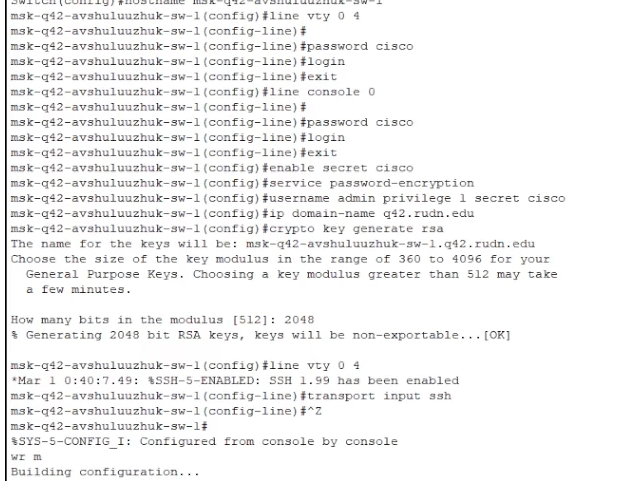 Switch(config)#hostname msk-q42-avshuluuzhuk-sw-1
msk-q42-avshuluuzhuk-sw-1(config)#line vty 0 4
msk-q42-avshuluuzhuk-sw-1(config-line)#
msk-q42-avshuluuzhuk-sw-1(config-line)#password cisco
msk-q42-avshuluuzhuk-sw-1(config-line)#login
msk-q42-avshuluuzhuk-sw-1(config-line)#exit
msk-q42-avshuluuzhuk-sw-1(config)#line console 0
msk-q42-avshuluuzhuk-sw-1(config-line)#
msk-q42-avshuluuzhuk-sw-1(config-line)#password cisco
msk-q42-avshuluuzhuk-sw-1(config-line)#login
msk-q42-avshuluuzhuk-sw-1(config-line)#exit
msk-q42-avshuluuzhuk-sw-1(config)#enable secret cisco
msk-q42-avshuluuzhuk-sw-1(config)#service password-encryption
msk-q42-avshuluuzhuk-sw-1(config)#username admin privilege 1 secret cisco
msk-q42-avshuluuzhuk-sw-1(config)#ip domain-name q42.rudn.edu
msk-q42-avshuluuzhuk-sw-1(config)#crypto key generate rsa
The name for the keys will be: msk-q42-avshuluuzhuk-sw-1.q42.rudn.edu
Choose the size of the key modulus in the range of 360 to 4096 for your
General Purpose Keys. Choosing a key modulus greater than 512 may take
a few minutes.
How many bits in the modulus [512]: 2048
% Generating 2048 bit RSA keys, keys will be non-exportable...[OK]
msk-q42-avshuluuzhuk-sw-1(config)#line vty 0 4
*Mar 1 0:40:7.49: %SSH-5-ENABLED: SSH 1.99 has been enabled
msk-q42-avshuluuzhuk-sw-1(config-line)#transport input ssh
msk-q42-avshuluuzhuk-sw-1(config-line)#^Z
msk-q42-avshuluuzhuk-sw-1#
%SYS-5-CONFIG_I: Configured from console by console
wr m
Building configuration...